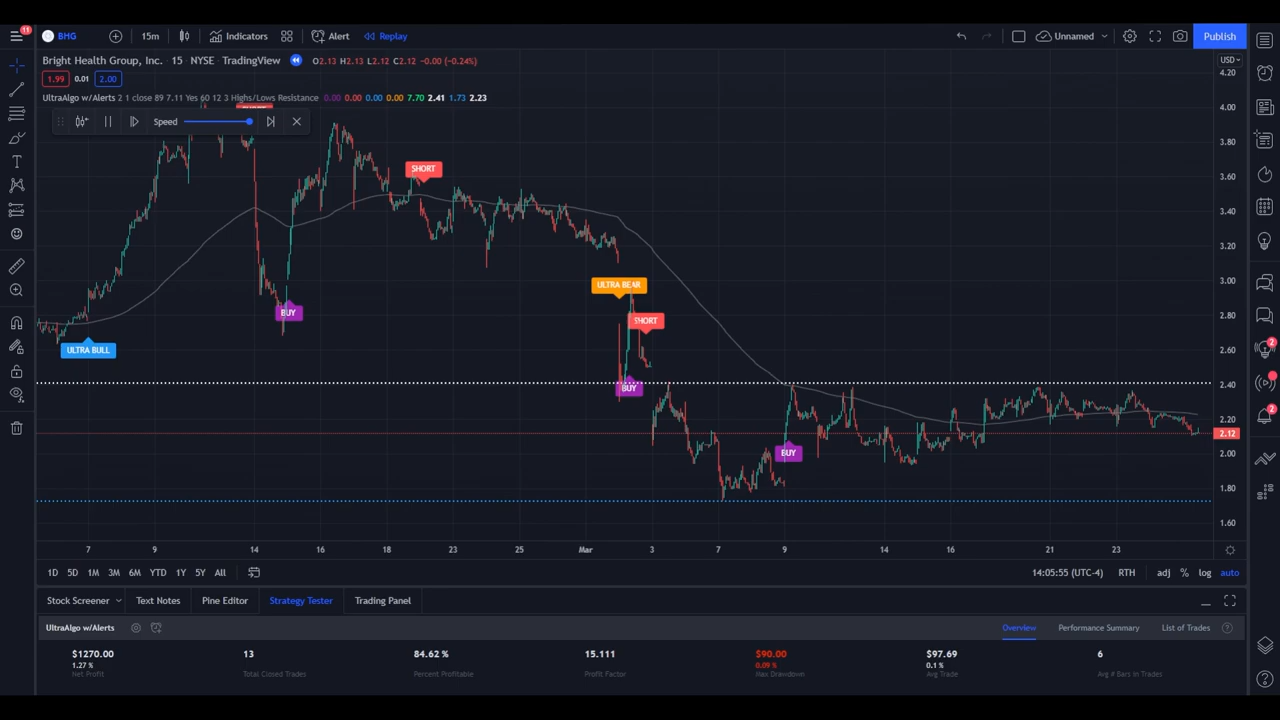 11
BHG 15m Indicators Alert Replay Unnamed Publish
Bright Health Group, Inc. · 15 · NYSE · TradingView O2.13 H2.13 L2.12 C2.12 −0.00 (−0.24%) USD
1.99 0.01 2.00
UltraAlgo w/Alerts 2 1 close 89 7.11 Yes 60 12 3 Highs/Lows Resistance 0.00 0.00 0.00 0.00 7.70 2.41 1.73 2.23
Speed
4.20
4.00
3.80
3.60
3.40
3.20
3.00
2.80
2.60
2.40
2.20
2.12
2.00
1.80
1.60
SHORT
ULTRA BEAR
BUY
SHORT
ULTRA BULL
BUY
BUY
2
2
7 9 14 16 18 23 25 Mar 3 7 9 14 16 21 23
1D 5D 1M 3M 6M YTD 1Y 5Y All 14:05:55 (UTC-4) RTH adj % log auto
Stock Screener Text Notes Pine Editor Strategy Tester Trading Panel
UltraAlgo w/Alerts Overview Performance Summary List of Trades
$1270.00 13 84.62 % 15.111 $90.00 $97.69 6
1.27 % 0.09 % 0.1 %
Net Profit Total Closed Trades Percent Profitable Profit Factor Max Drawdown Avg Trade Avg # Bars in Trades